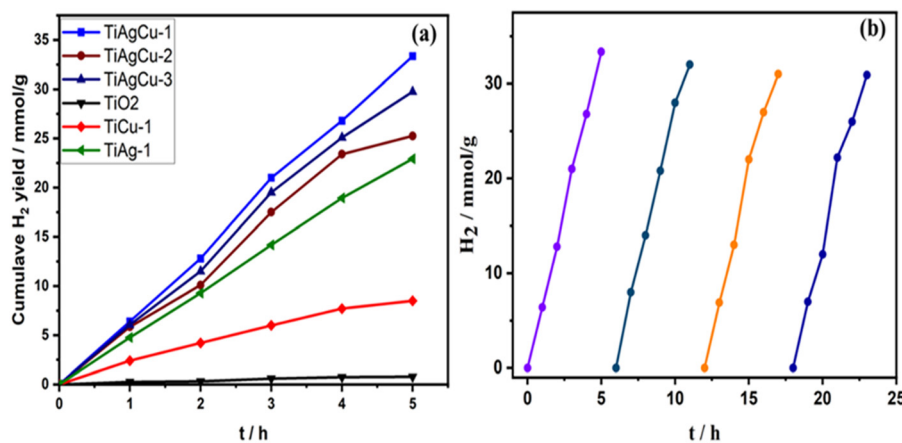 (a)
TiAgCu-1
TiAgCu-2
TiAgCu-3
TiO2
TiCu-1
TiAg-1
Cumulave H2 yield / mmol/g
35
30
25
20
15
10
5
0
0 1 2 3 4 5
t / h
(b)
H2 / mmol/g
30
20
10
0
0 5 10 15 20 25
t / h